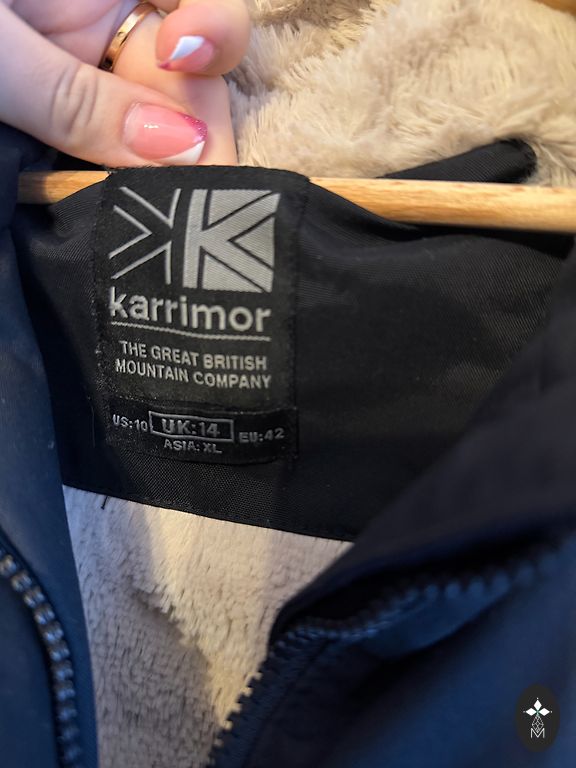 karrimor
THE GREAT BRITISH
MOUNTAIN COMPANY
US:10 UK:14 EU:42
ASIA: XL
M